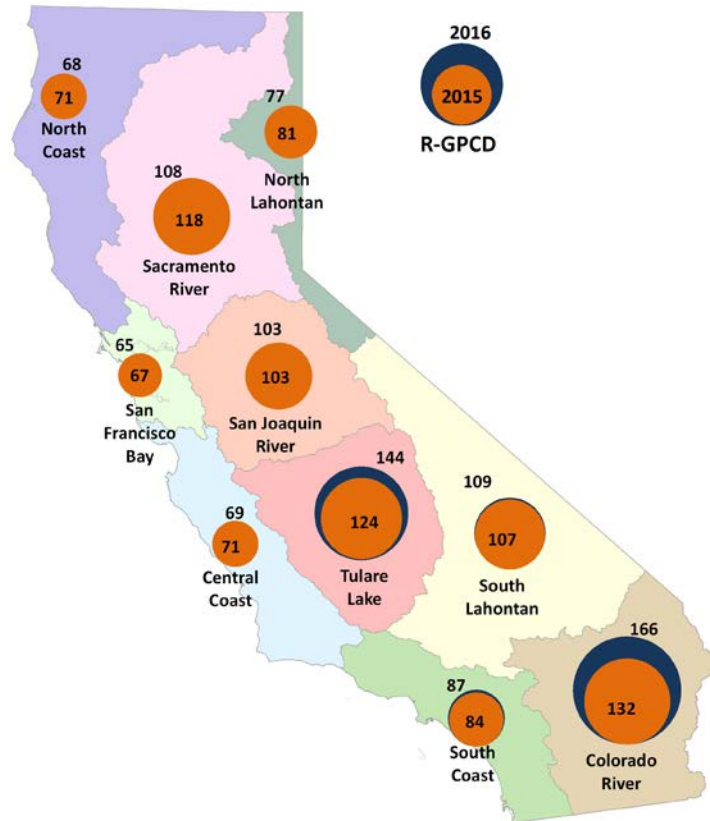 2016
2015
R-GPCD
68
71
North
Coast
77
81
North
Lahontan
108
118
Sacramento
River
65
67
San
Francisco
Bay
103
103
San Joaquin
River
144
124
Tulare
Lake
109
107
South
Lahontan
69
71
Central
Coast
87
84
South
Coast
166
132
Colorado
River